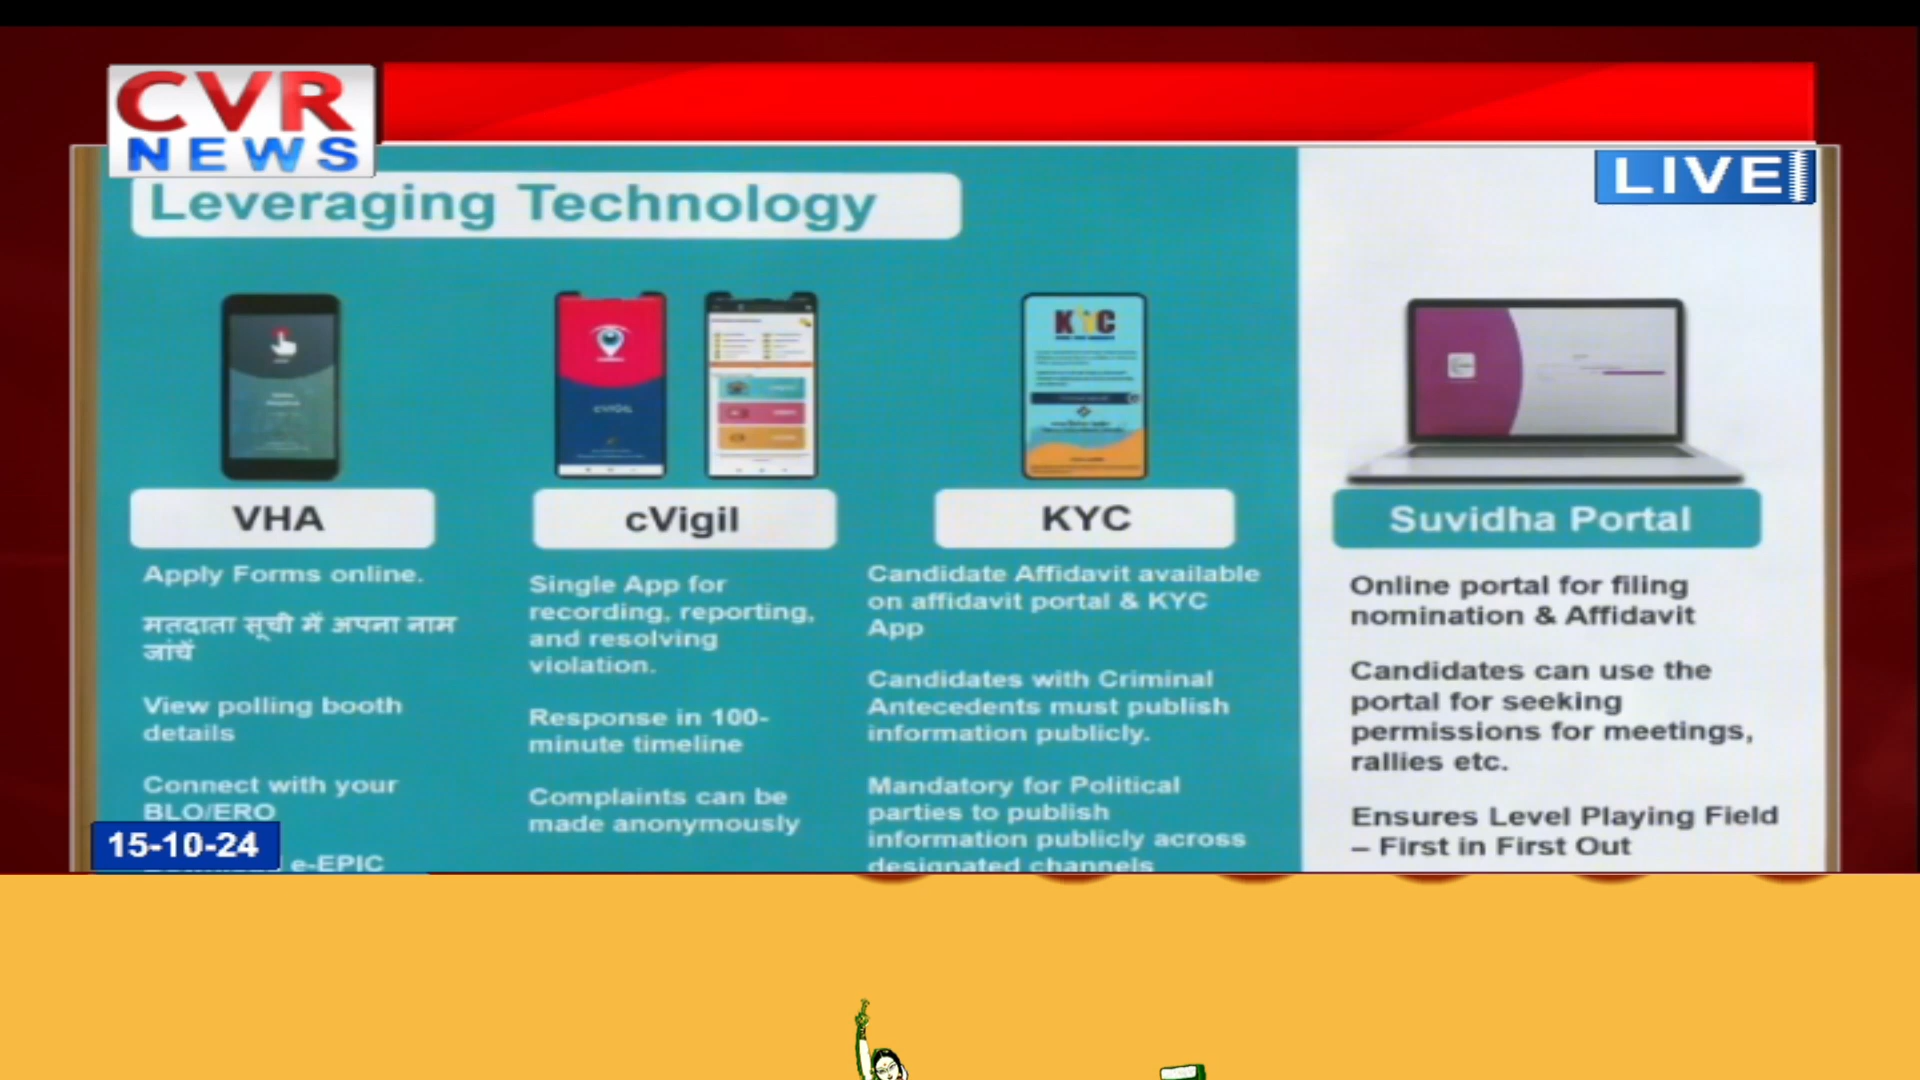 CVR
NEWS
LIVE
Leveraging Technology
KYC
cVIGIL
VHA
Apply Forms online.
मतदाता सूची में अपना नाम
जांचें
View polling booth
details
Connect with your
BLO/ERO
e-EPIC
cVigil
Single App for
recording, reporting,
and resolving
violation.
Response in 100-
minute timeline
Complaints can be
made anonymously
KYC
Candidate Affidavit available
on affidavit portal & KYC
App
Candidates with Criminal
Antecedents must publish
information publicly.
Mandatory for Political
parties to publish
information publicly across
designated channels
Suvidha Portal
Online portal for filing
nomination & Affidavit
Candidates can use the
portal for seeking
permissions for meetings,
rallies etc.
Ensures Level Playing Field
– First in First Out
15-10-24